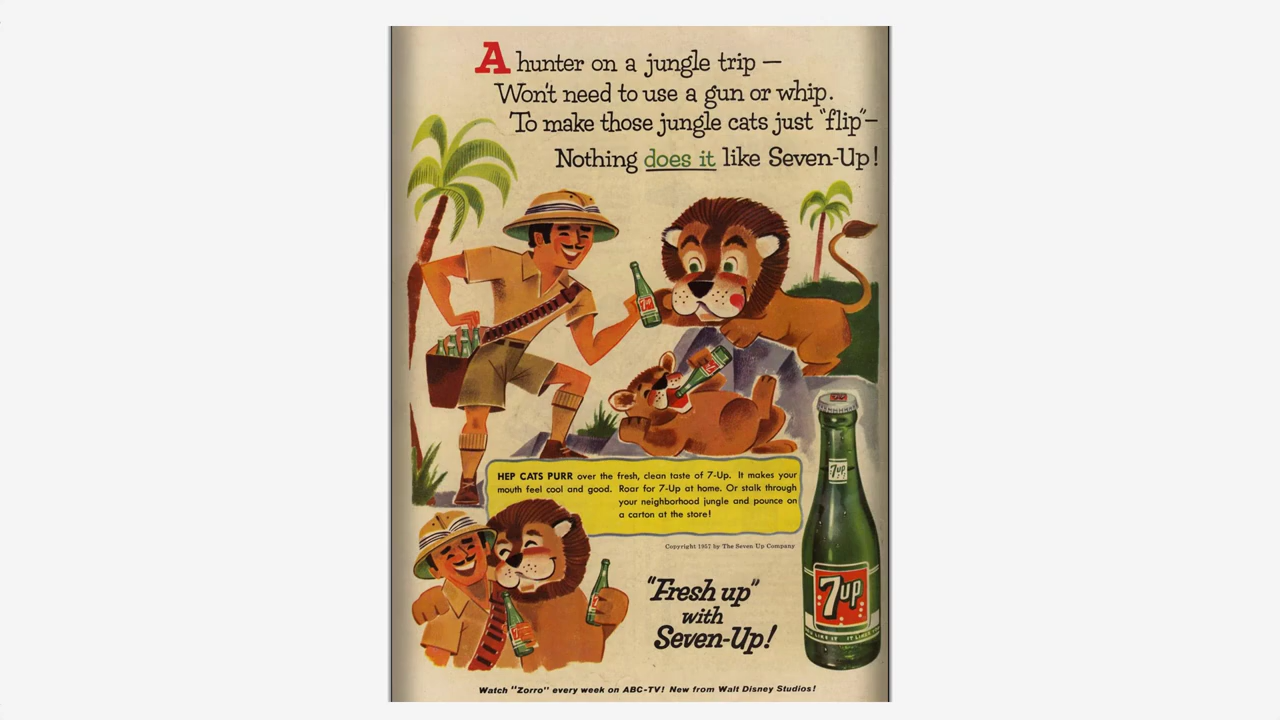 A hunter on a jungle trip —
Won't need to use a gun or whip.
To make those jungle cats just "flip"—
Nothing does it like Seven-Up!
7up
HEP CATS PURR over the fresh, clean taste of 7-Up. It makes your
mouth feel cool and good. Roar for 7-Up at home. Or stalk through
your neighborhood jungle and pounce on
a carton at the store!
Copyright 1957 by The Seven Up Company
7up
7up
"Fresh up"
with
Seven-Up!
Watch "Zorro" every week on ABC-TV! New from Walt Disney Studios!